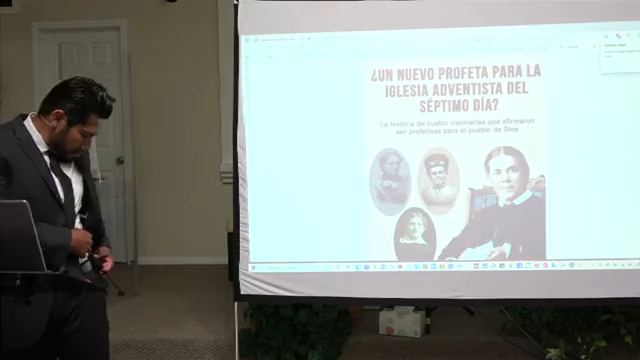 ¿UN NUEVO PROFETA PARA LA
IGLESIA ADVENTISTA DEL
SÉPTIMO DÍA?
La historia de cuatro visionarias que afirmaron
ser profetisas para el pueblo de Dios